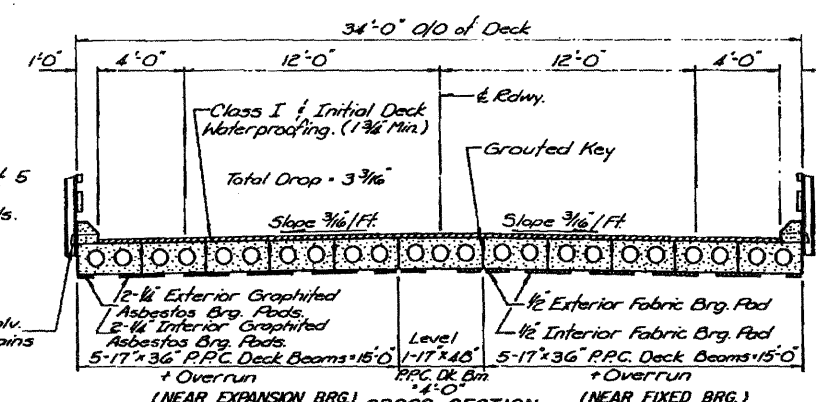 34'-0" O/O of Deck
1'-0"
4'-0"
12'-0"
12'-0"
4'-0"
Class I & Initial Deck
Waterproofing. (1 3/4" Min)
℄ Rdwy.
Grouted Key
& 5
Total Drop = 3 3/16"
Slope 3/16"/Ft.
Slope 3/16"/Ft.
2-1/4" Exterior Graphited
Asbestos Brg. Pads.
2-1/4" Interior Graphited
Asbestos Brg. Pads.
1/2" Exterior Fabric Brg. Pad
1/2" Interior Fabric Brg. Pad
5-17"x36" P.P.C. Deck Beams=15'-0"
+ Overrun
(NEAR EXPANSION BRG.)
Level
1-17"x48"
P.P.C. Dk. Bm.
=4'-0"
5-17"x36" P.P.C. Deck Beams=15'-0"
+ Overrun
(NEAR FIXED BRG.)
CROSS SECTION